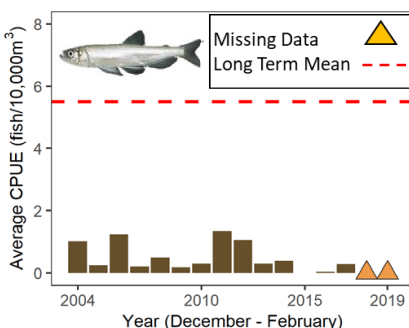 Missing Data
Long Term Mean
Average CPUE (fish/10,000m³)
8
6
4
2
0
2004
2010
2015
2019
Year (December - February)